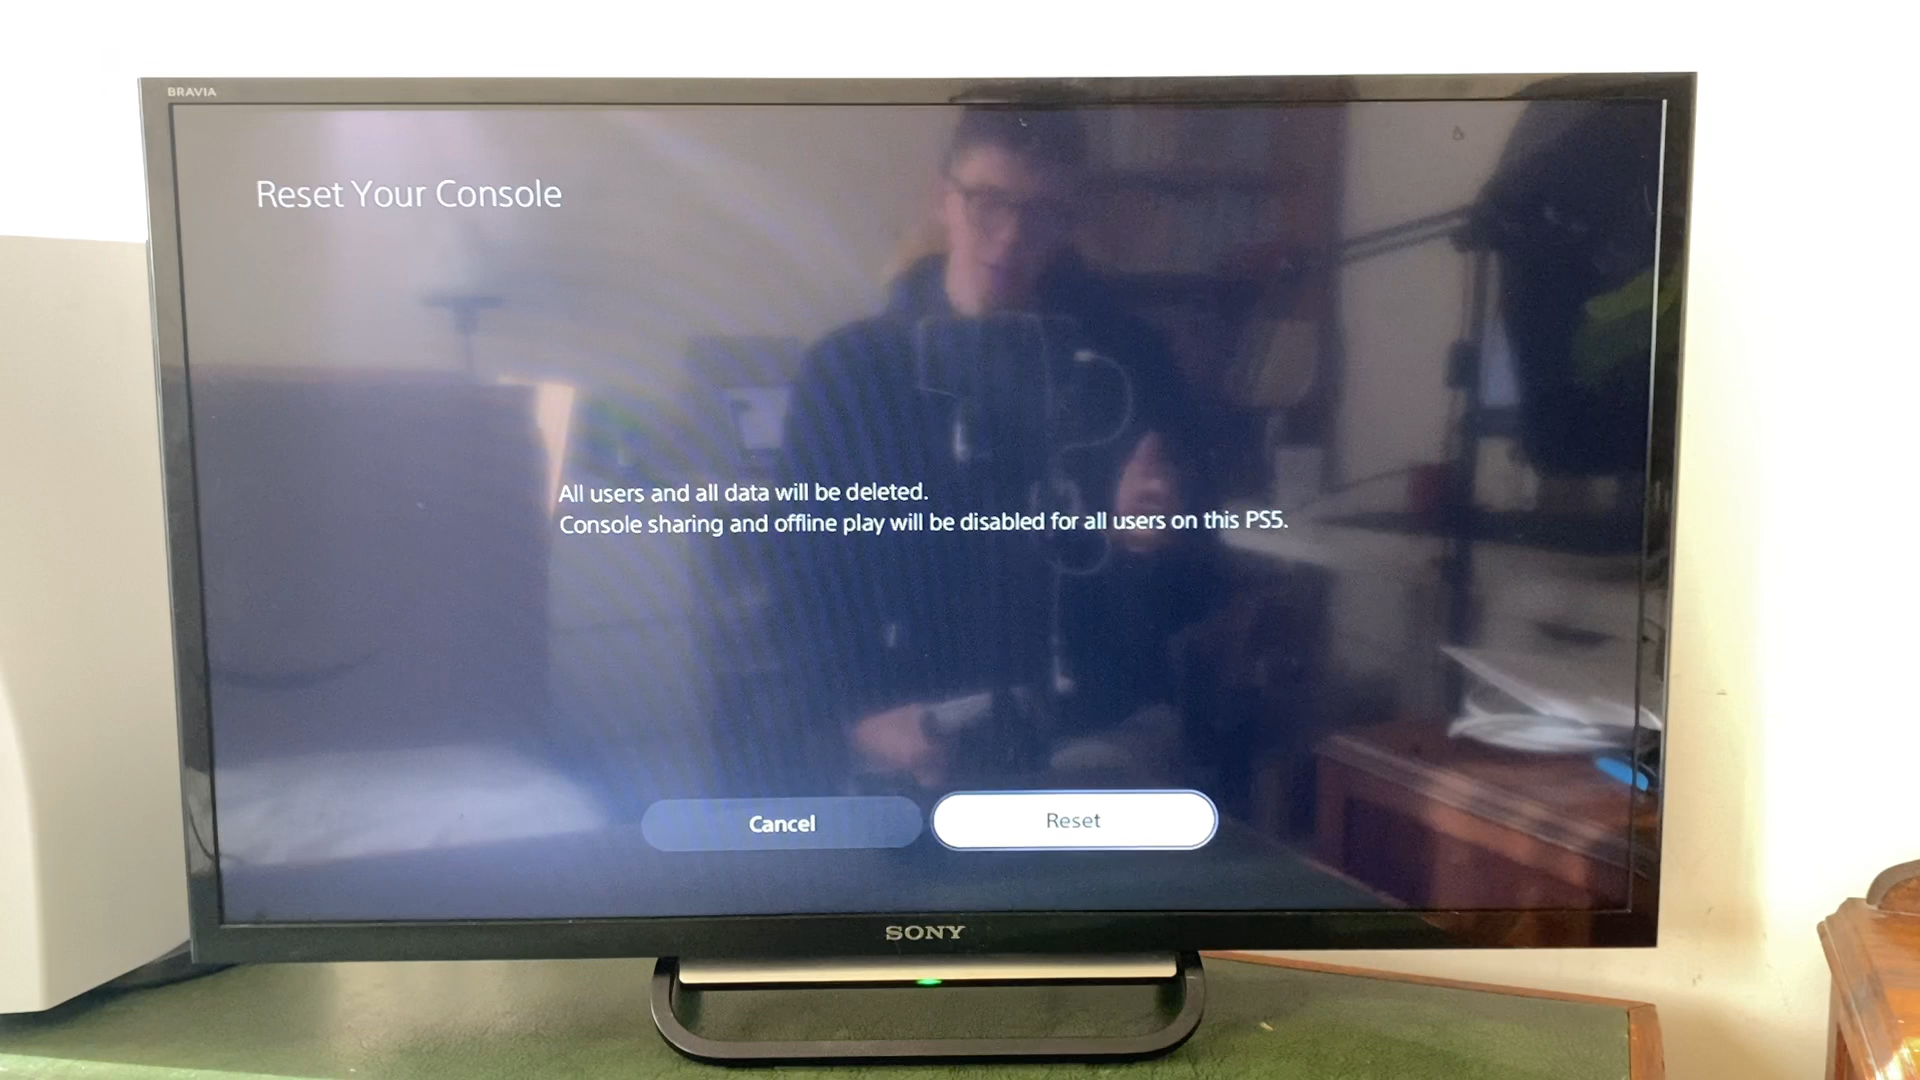 BRAVIA
Reset Your Console
All users and all data will be deleted.
Console sharing and offline play will be disabled for all users on this PS5.
Cancel
Reset
SONY